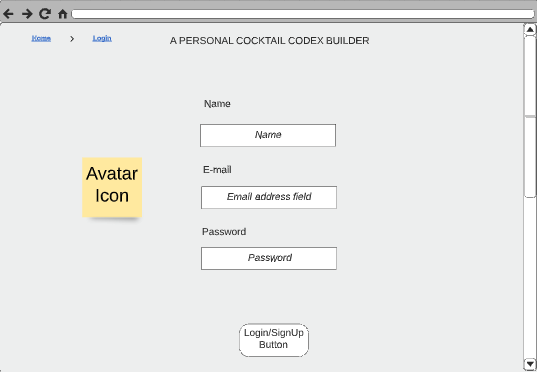 Home > Login
A PERSONAL COCKTAIL CODEX BUILDER
Name
Name
E-mail
Email address field
Avatar
Icon
Password
Password
Login/SignUp
Button